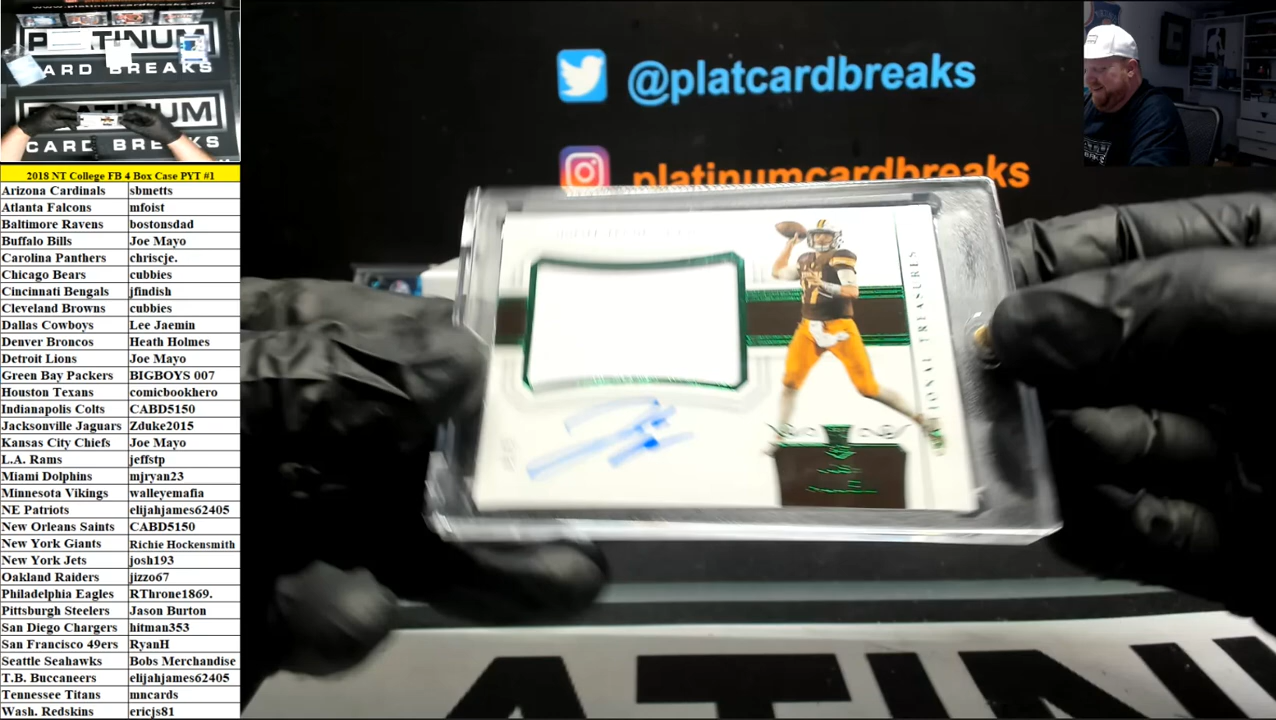 PLATINUM
CARD BREAKS
PLATINUM
CARD BREAKS
2018 NT College FB 4 Box Case PYT #1
Arizona Cardinals sbmetts
Atlanta Falcons mfoist
Baltimore Ravens bostonsdad
Buffalo Bills Joe Mayo
Carolina Panthers chriscje.
Chicago Bears cubbies
Cincinnati Bengals jfindish
Cleveland Browns cubbies
Dallas Cowboys Lee Jaemin
Denver Broncos Heath Holmes
Detroit Lions Joe Mayo
Green Bay Packers BIGBOYS 007
Houston Texans comicbookhero
Indianapolis Colts CABD5150
Jacksonville Jaguars Zduke2015
Kansas City Chiefs Joe Mayo
L.A. Rams jeffstp
Miami Dolphins mjryan23
Minnesota Vikings walleyemafia
NE Patriots elijahjames62405
New Orleans Saints CABD5150
New York Giants Richie Hockensmith
New York Jets josh193
Oakland Raiders jizzo67
Philadelphia Eagles RThrone1869.
Pittsburgh Steelers Jason Burton
San Diego Chargers hitman353
San Francisco 49ers RyanH
Seattle Seahawks Bobs Merchandise
T.B. Buccaneers elijahjames62405
Tennessee Titans mncards
Wash. Redskins ericjs81
@platcardbreaks
platinumcardbreaks
TREASURES
ATINU